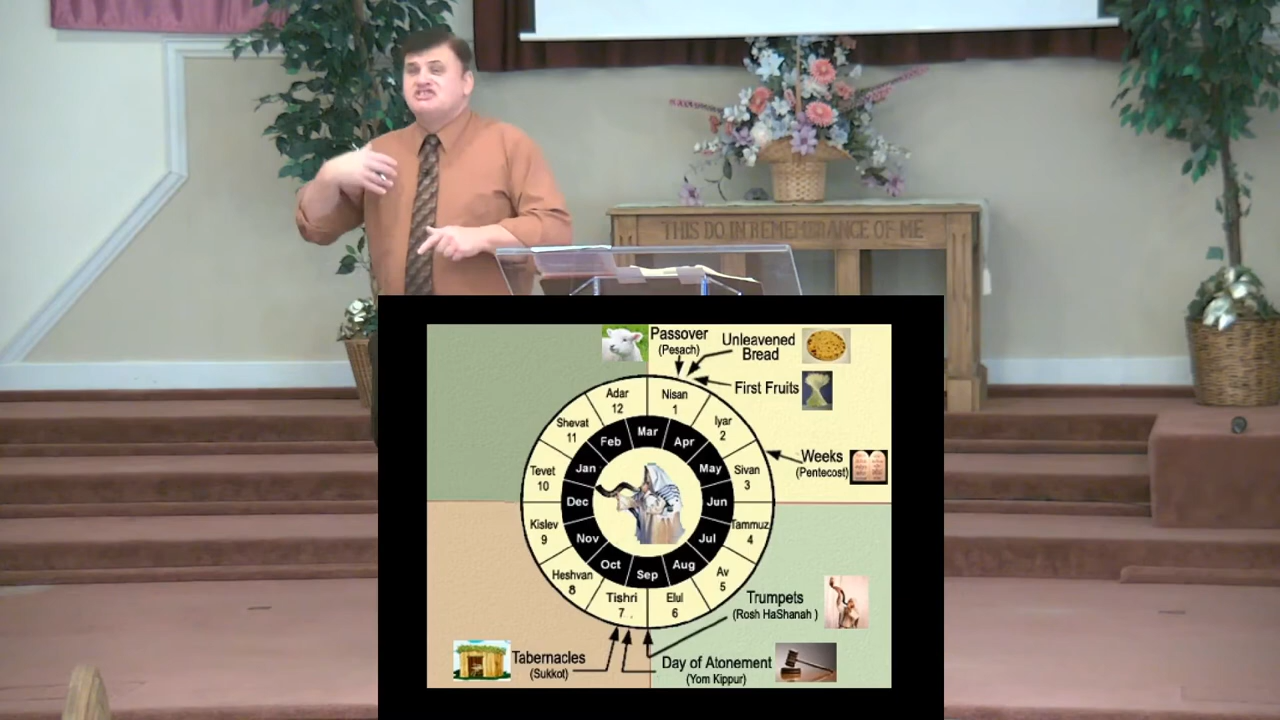 THIS DO IN REMEMBRANCE OF ME
Passover
(Pesach)
Unleavened
Bread
First Fruits
Weeks
(Pentecost)
Trumpets
(Rosh HaShanah )
Day of Atonement
(Yom Kippur)
Tabernacles
(Sukkot)
Nisan
1
Iyar
2
Sivan
3
Tammuz
4
Av
5
Elul
6
Tishri
7 .
Heshvan
8
Kislev
9
Tevet
10
Shevat
11
Adar
12
Mar
Apr
May
Jun
Jul
Aug
Sep
Oct
Nov
Dec
Jan
Feb